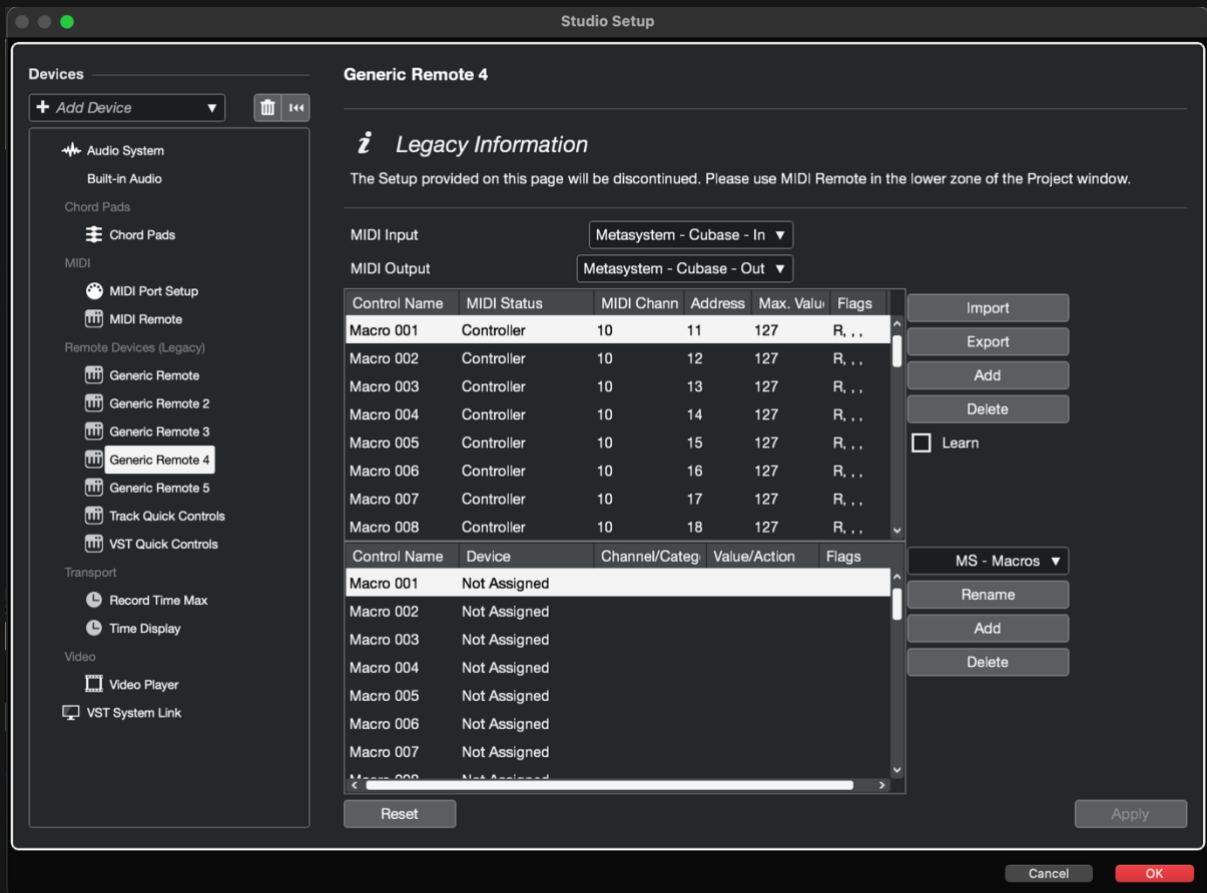 Studio Setup
Devices
+ Add Device
Audio System
Built-in Audio
Chord Pads
Chord Pads
MIDI
MIDI Port Setup
MIDI Remote
Remote Devices (Legacy)
Generic Remote
Generic Remote 2
Generic Remote 3
Generic Remote 4
Generic Remote 5
Track Quick Controls
VST Quick Controls
Transport
Record Time Max
Time Display
Video
Video Player
VST System Link
Generic Remote 4
i Legacy Information
The Setup provided on this page will be discontinued. Please use MIDI Remote in the lower zone of the Project window.
MIDI Input Metasystem - Cubase - In
MIDI Output Metasystem - Cubase - Out
Control Name MIDI Status MIDI Chann Address Max. Valu Flags
Macro 001 Controller 10 11 127 R, , ,
Macro 002 Controller 10 12 127 R, , ,
Macro 003 Controller 10 13 127 R, , ,
Macro 004 Controller 10 14 127 R, , ,
Macro 005 Controller 10 15 127 R, , ,
Macro 006 Controller 10 16 127 R, , ,
Macro 007 Controller 10 17 127 R, , ,
Macro 008 Controller 10 18 127 R, , ,
Import
Export
Add
Delete
Learn
Control Name Device Channel/Categ Value/Action Flags
Macro 001 Not Assigned
Macro 002 Not Assigned
Macro 003 Not Assigned
Macro 004 Not Assigned
Macro 005 Not Assigned
Macro 006 Not Assigned
Macro 007 Not Assigned
Macro 008 Not Assigned
MS - Macros
Rename
Add
Delete
Reset
Apply
Cancel
OK